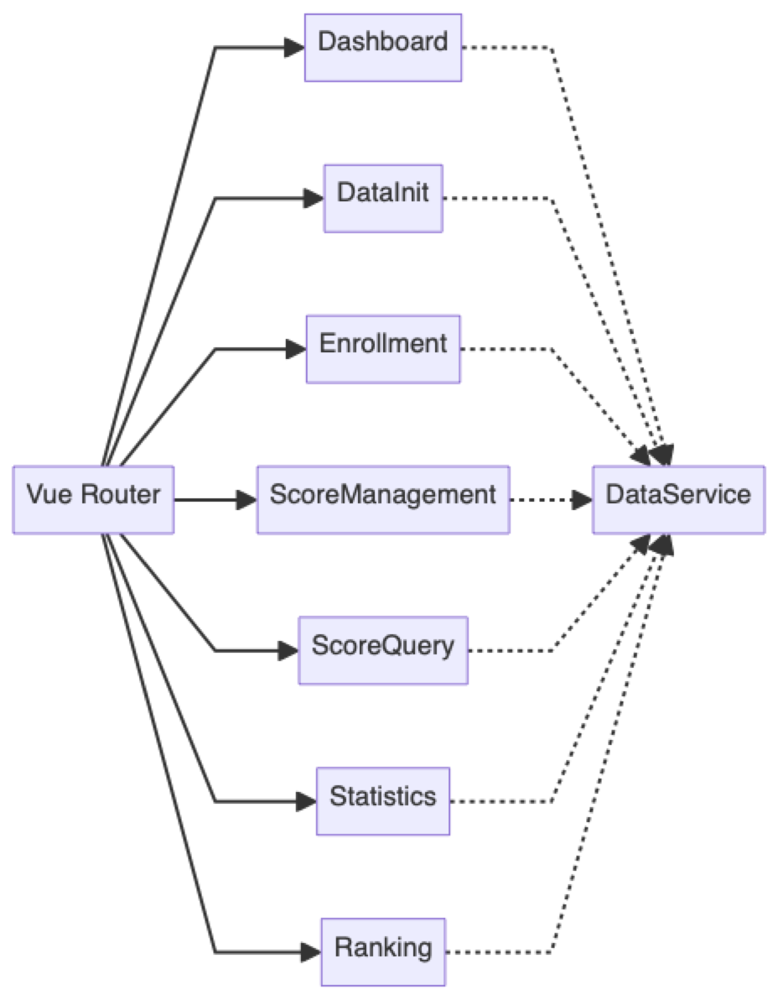 Dashboard
DataInit
Enrollment
Vue Router
ScoreManagement
DataService
ScoreQuery
Statistics
Ranking